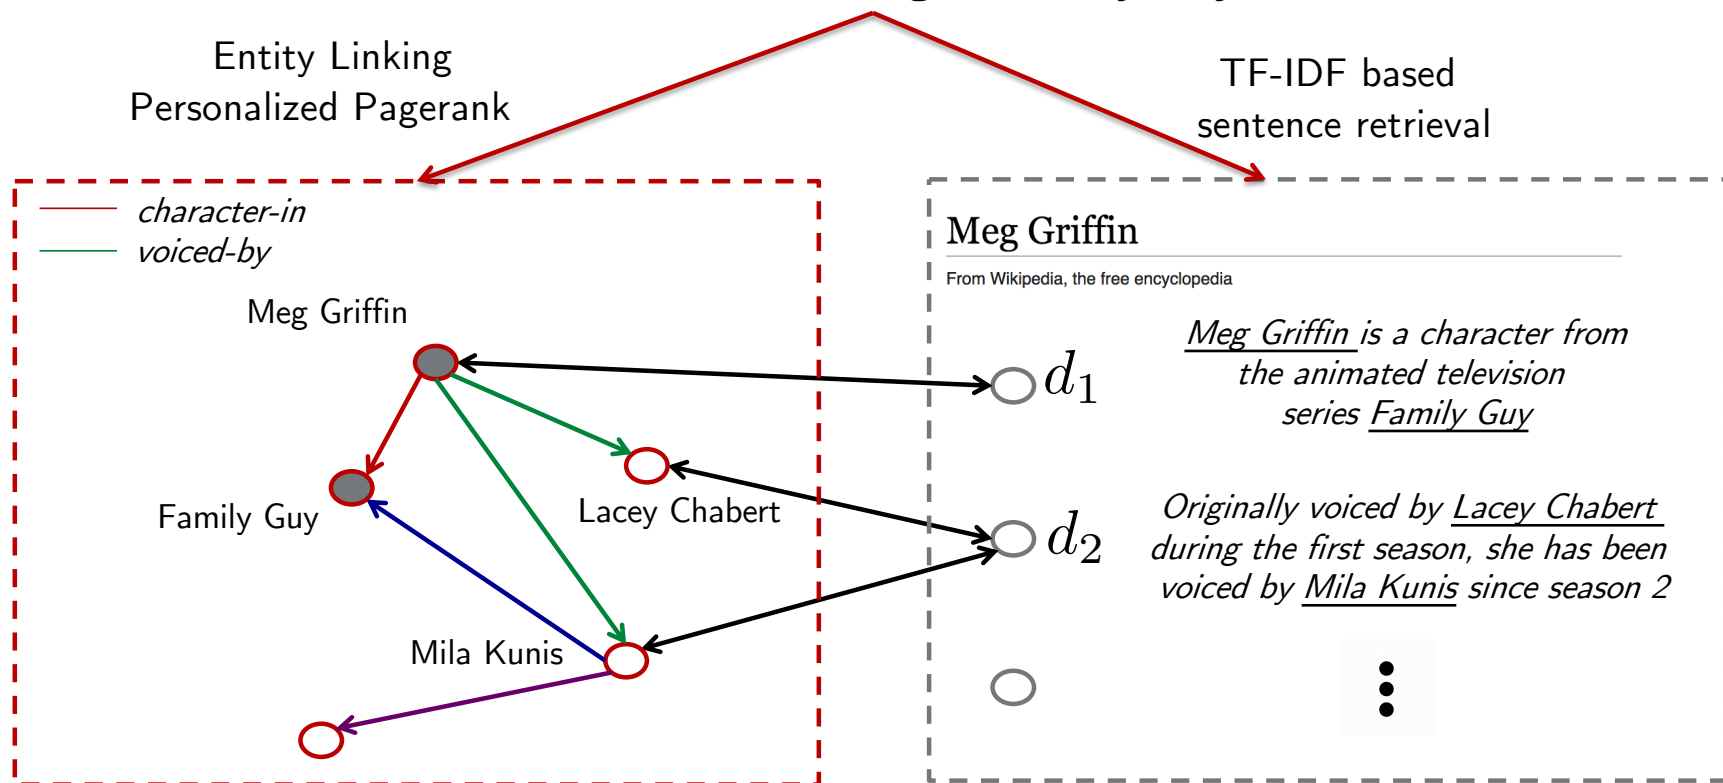 Entity Linking
Personalized Pagerank
TF-IDF based
sentence retrieval
character-in
voiced-by
Meg Griffin
Family Guy
Lacey Chabert
Mila Kunis
Meg Griffin
From Wikipedia, the free encyclopedia
d1
Meg Griffin is a character from
the animated television
series Family Guy
d2
Originally voiced by Lacey Chabert
during the first season, she has been
voiced by Mila Kunis since season 2